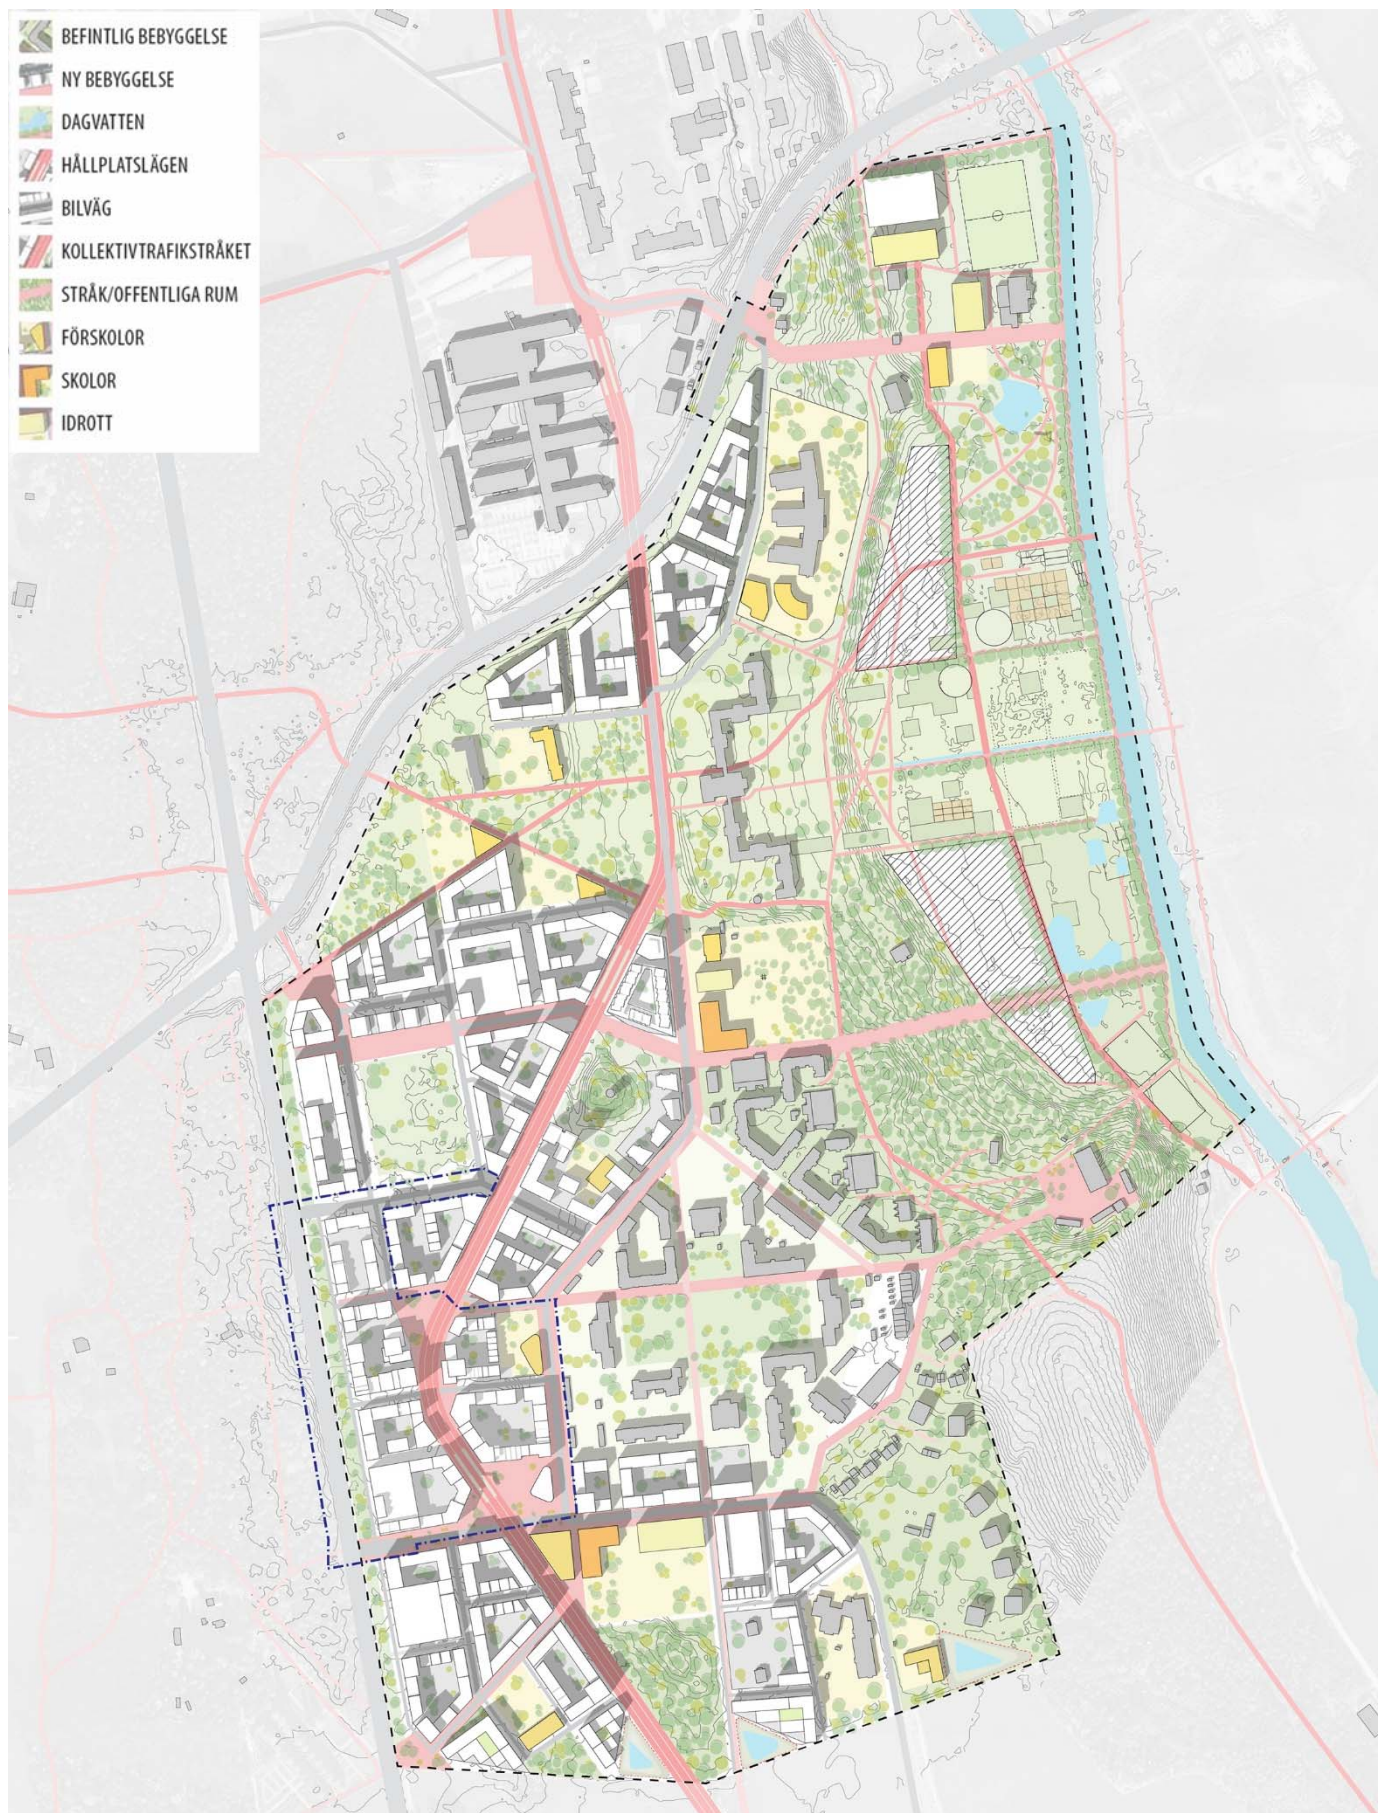 BEFINTLIG BEBYGGELSE
NY BEBYGGELSE
DAGVATTEN
HÅLLPLATSLÄGEN
BILVÄG
KOLLEKTIVTRAFIKSTRÅKET
STRÅK/OFFENTLIGA RUM
FÖRSKOLOR
SKOLOR
IDROTT